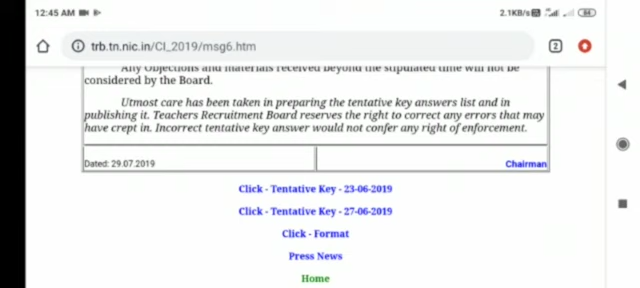 12:45 AM
2.1KB/s
trb.tn.nic.in/CI_2019/msg6.htm
2
Any Objections and materials received beyond the stipulated time will not be
considered by the Board.
Utmost care has been taken in preparing the tentative key answers list and in
publishing it. Teachers Recruitment Board reserves the right to correct any errors that may
have crept in. Incorrect tentative key answer would not confer any right of enforcement.
Dated: 29.07.2019
Chairman
Click - Tentative Key - 23-06-2019
Click - Tentative Key - 27-06-2019
Click - Format
Press News
Home